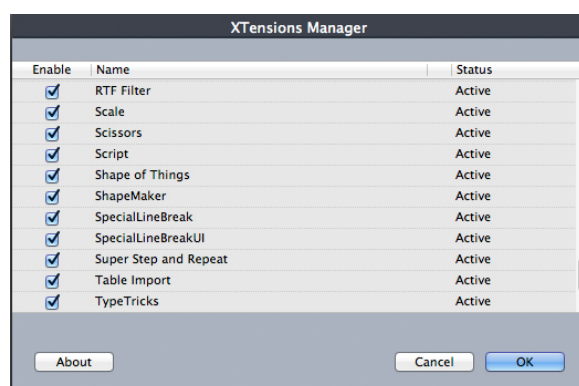 XTensions Manager
Enable Name Status
RTF Filter Active
Scale Active
Scissors Active
Script Active
Shape of Things Active
ShapeMaker Active
SpecialLineBreak Active
SpecialLineBreakUI Active
Super Step and Repeat Active
Table Import Active
TypeTricks Active
About Cancel OK